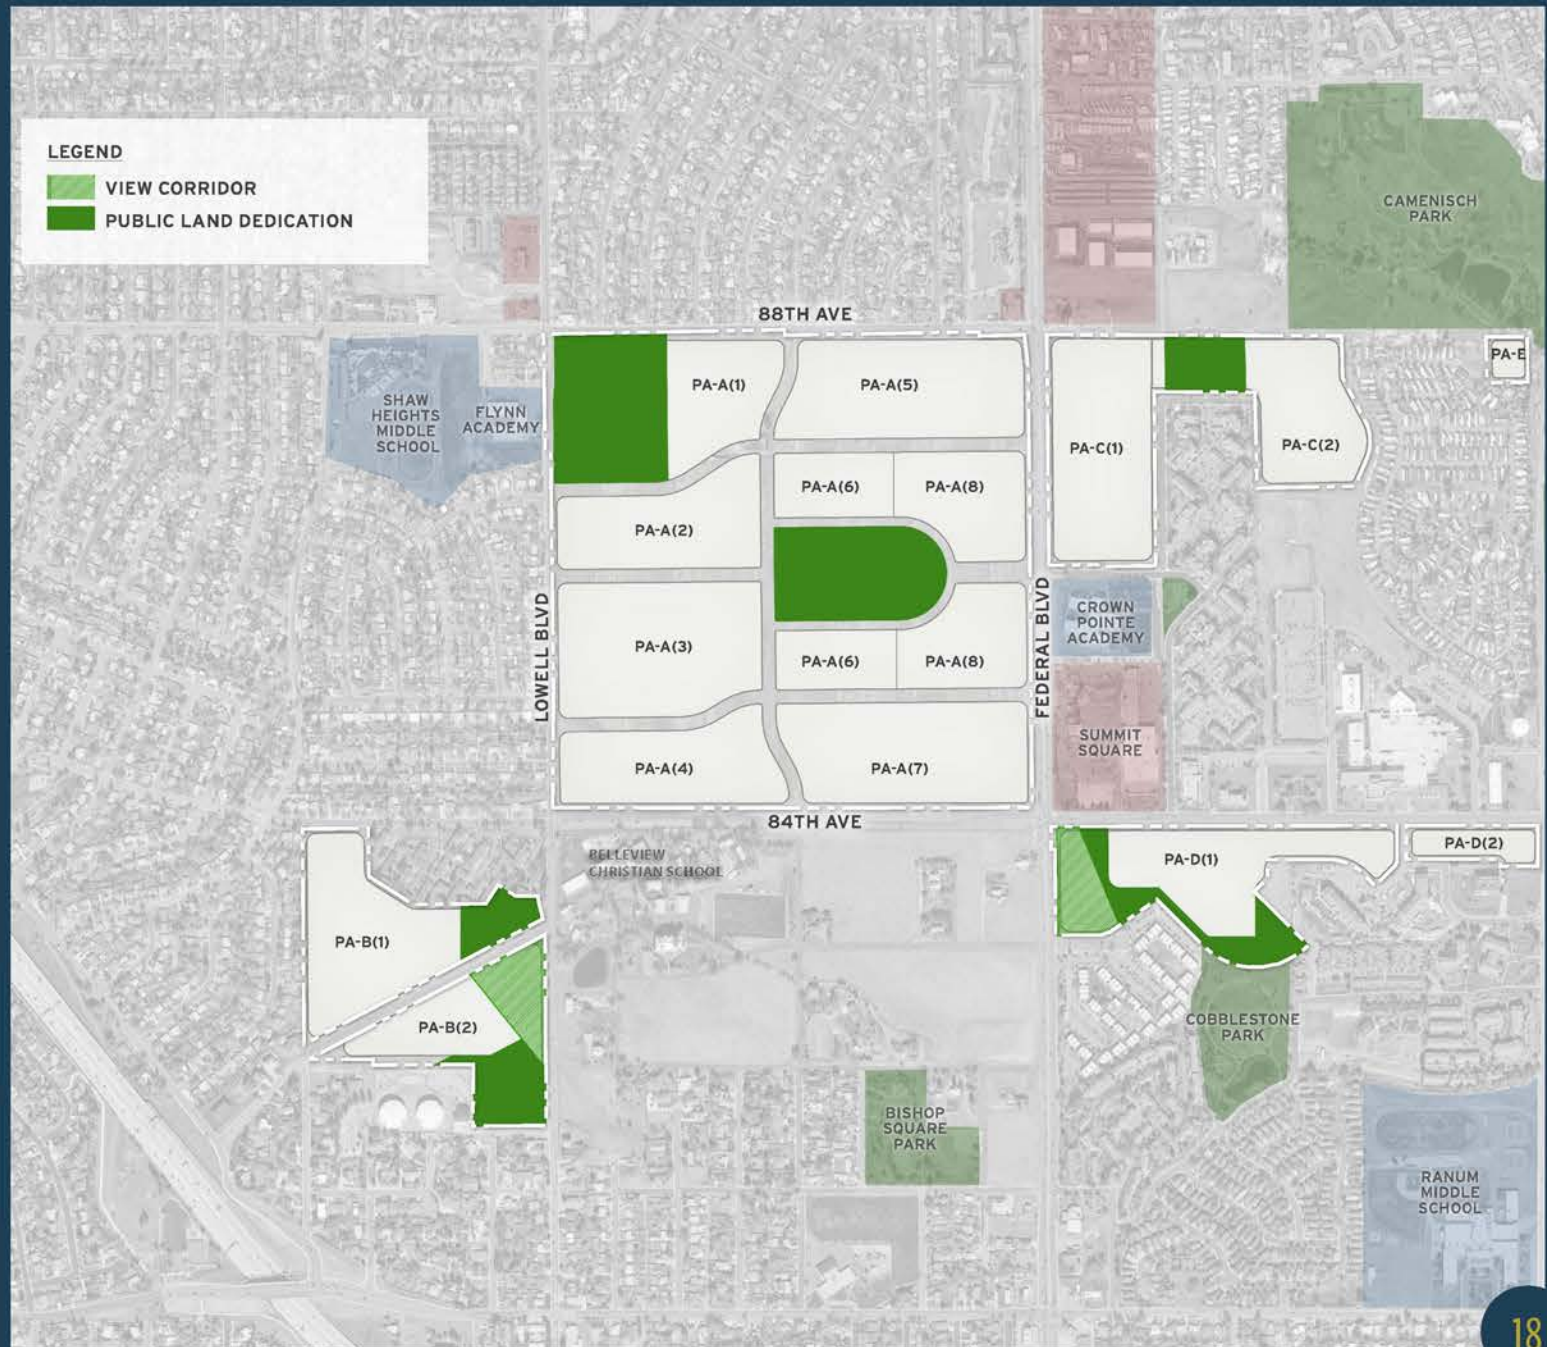 LEGEND
VIEW CORRIDOR
PUBLIC LAND DEDICATION
CAMENISCH
PARK
88TH AVE
SHAW
HEIGHTS
MIDDLE
SCHOOL
FLYNN
ACADEMY
PA-A(1)
PA-A(5)
PA-E
PA-C(1)
PA-C(2)
PA-A(6)
PA-A(8)
PA-A(2)
LOWELL BLVD
FEDERAL BLVD
CROWN
POINTE
ACADEMY
PA-A(3)
PA-A(6)
PA-A(8)
SUMMIT
SQUARE
PA-A(4)
PA-A(7)
84TH AVE
BELLEVIEW
CHRISTIAN SCHOOL
PA-D(1)
PA-D(2)
PA-B(1)
PA-B(2)
COBBLESTONE
PARK
BISHOP
SQUARE
PARK
RANUM
MIDDLE
SCHOOL
18